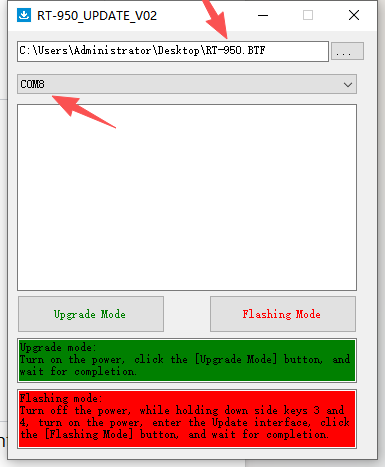 RT-950_UPDATE_V02
C:\Users\Administrator\Desktop\RT-950.BTF
...
COM8
Upgrade Mode
Flashing Mode
Upgrade mode:
Turn on the power, click the [Upgrade Mode] button, and
wait for completion.
Flashing mode:
Turn off the power, while holding down side keys 3 and
4, turn on the power, enter the Update interface, click
the [Flashing Mode] button, and wait for completion.